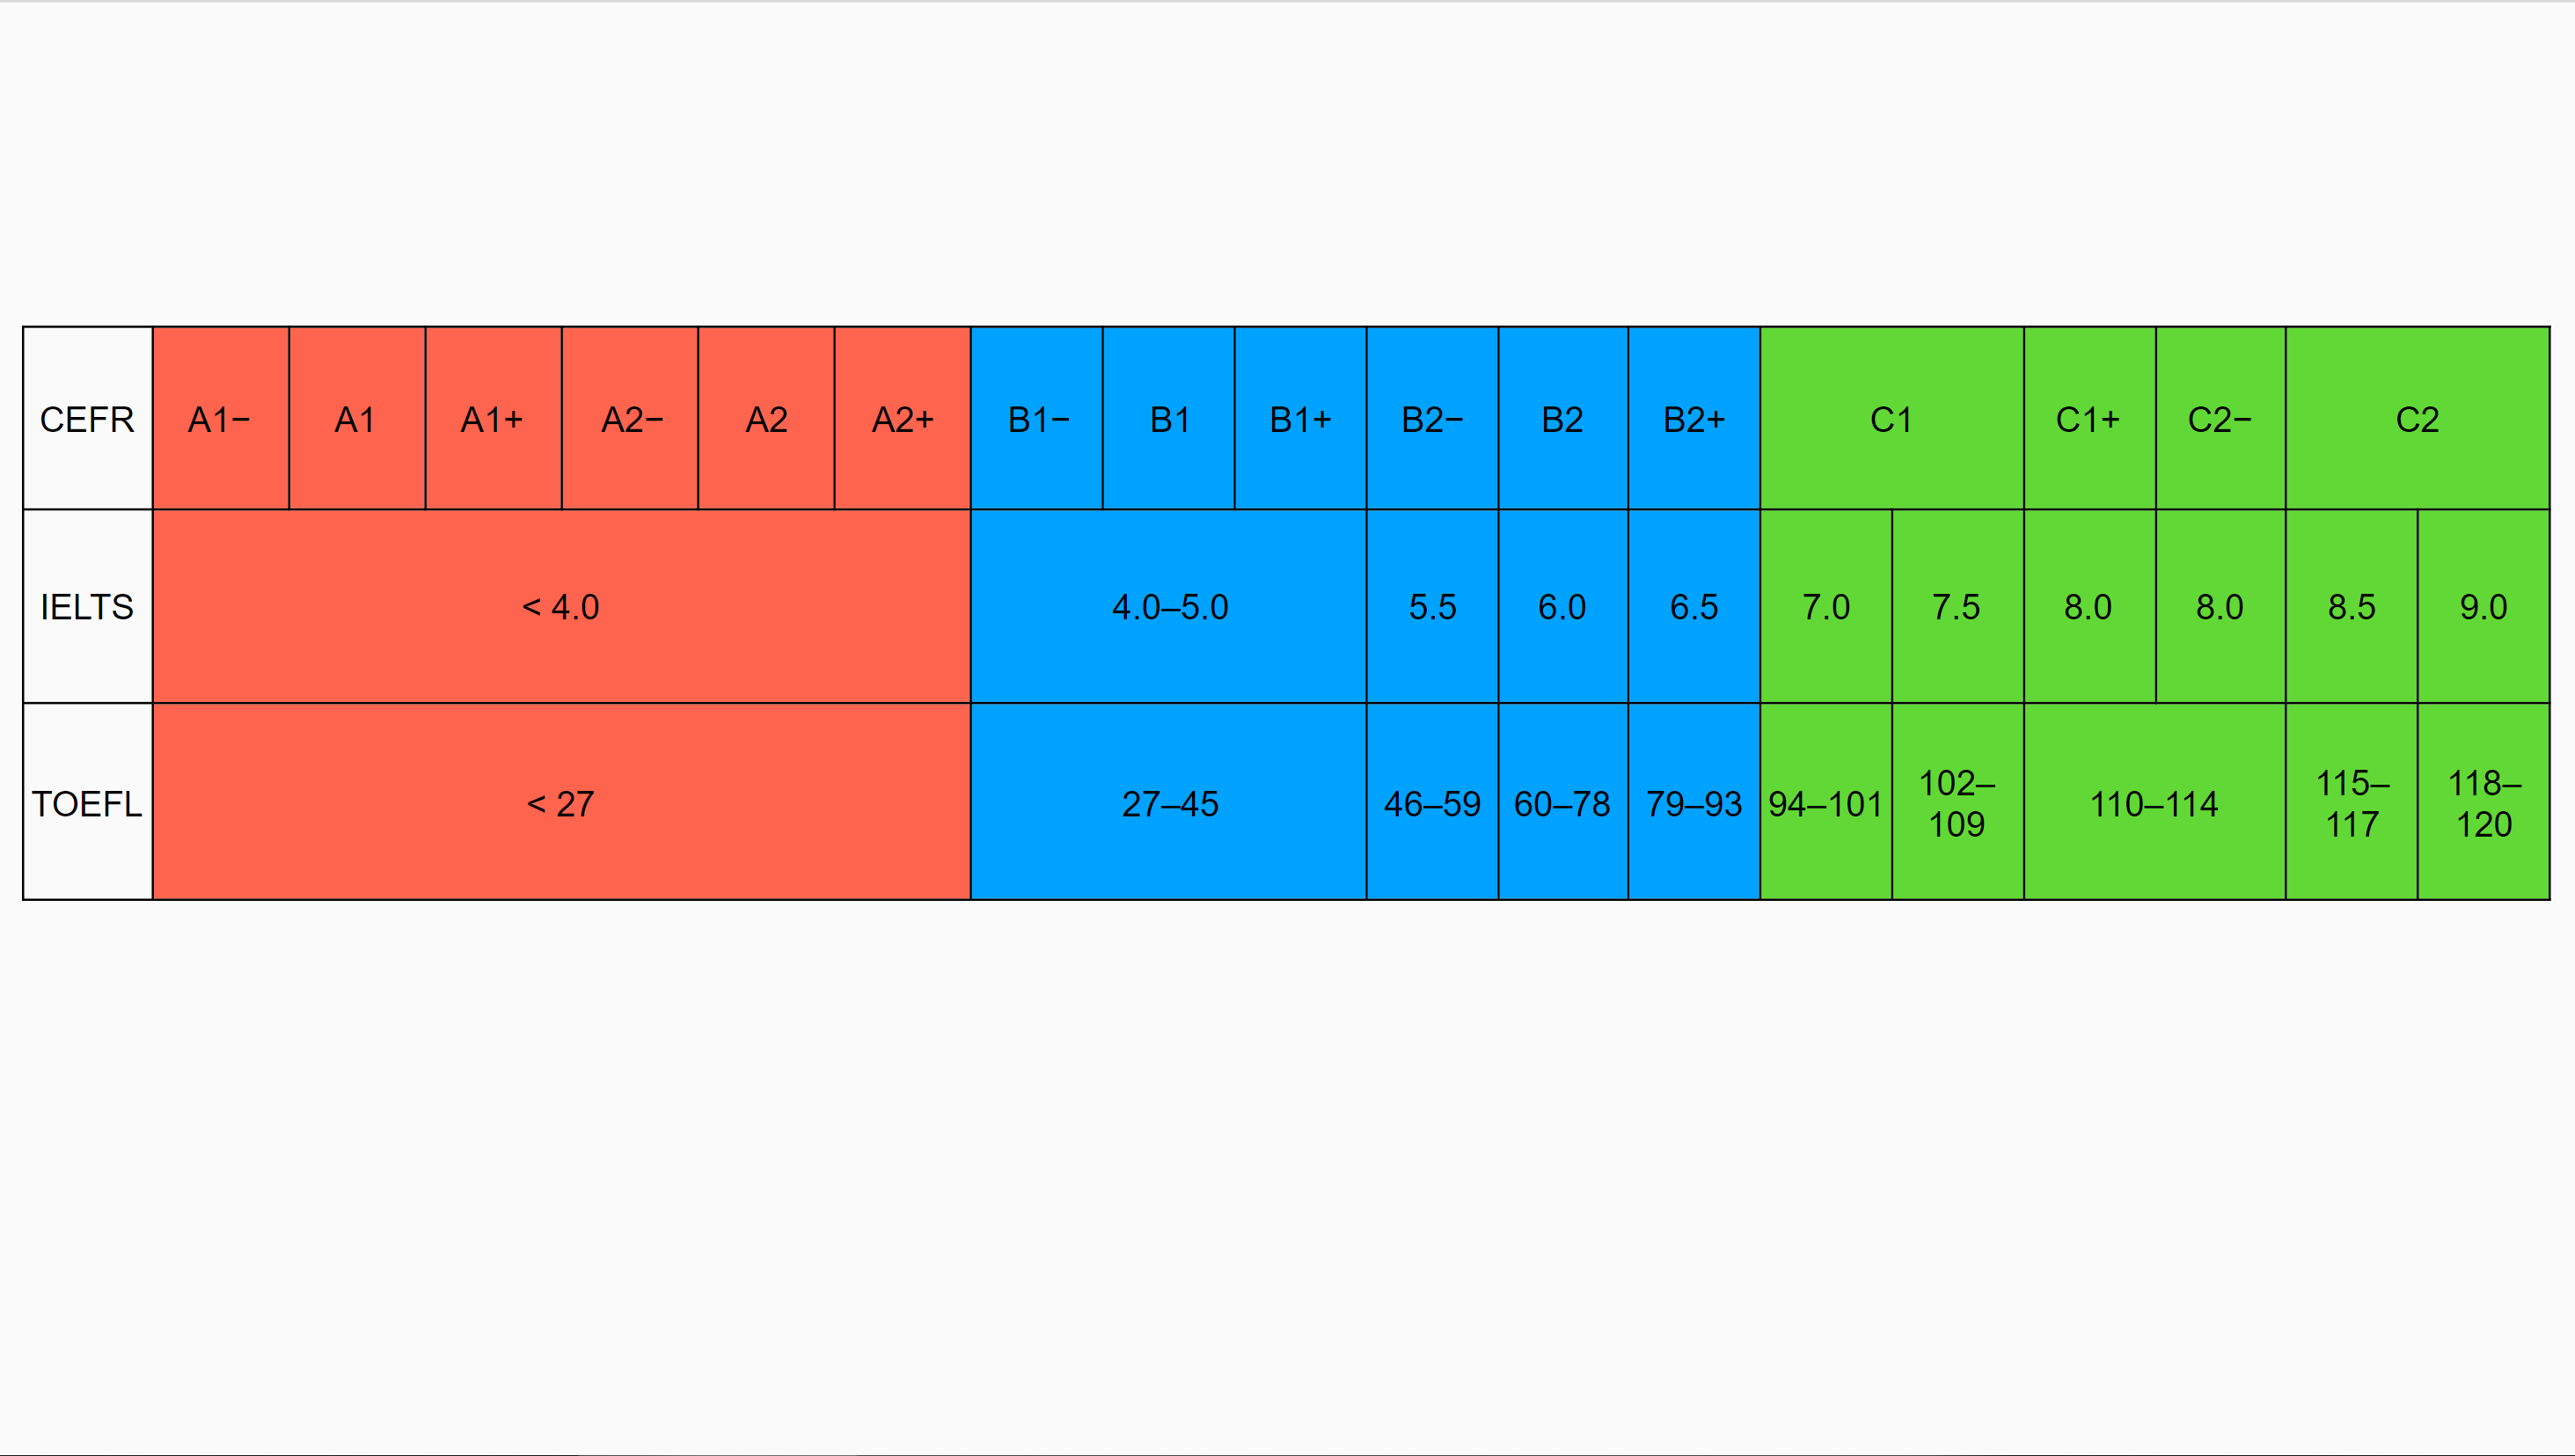 CEFR A1− A1 A1+ A2− A2 A2+ B1− B1 B1+ B2− B2 B2+ C1 C1+ C2− C2
IELTS < 4.0 4.0–5.0 5.5 6.0 6.5 7.0 7.5 8.0 8.0 8.5 9.0
TOEFL < 27 27–45 46–59 60–78 79–93 94–101 102–109 110–114 115–117 118–120